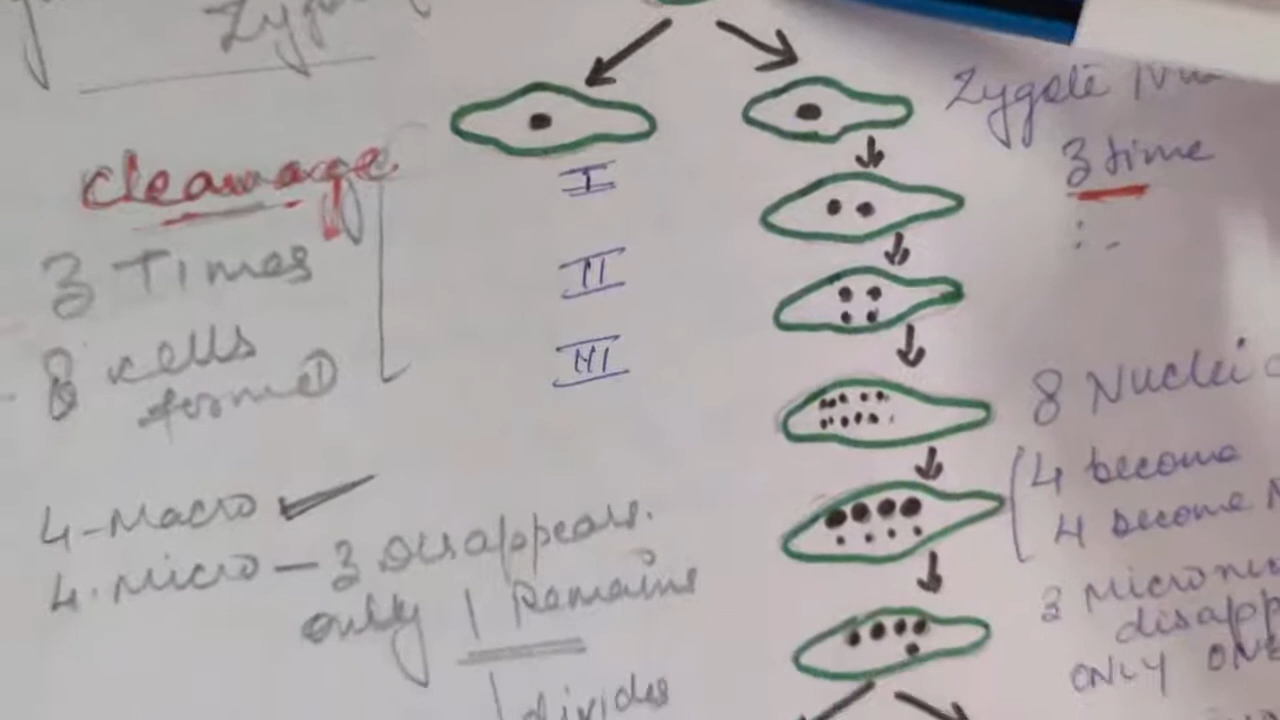 cleavage
3 Times
8 cells
formed
4-Macro
4. Micro – 3 Disappears.
only 1 Remains
divides
I
II
III
Zygote
3 time
:-
8 Nuclei
4 become
4 become
3 Micronu
disapp
ONLY ONE